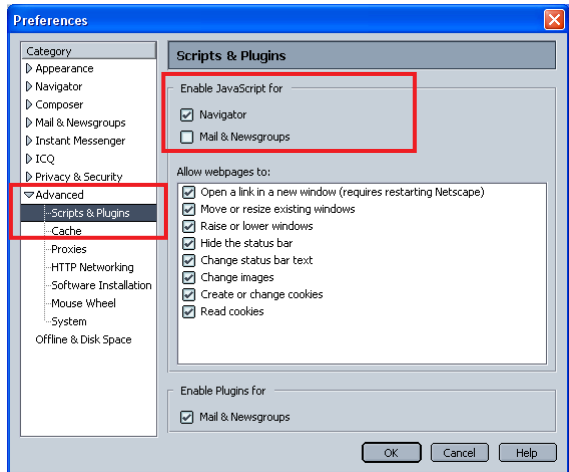 Preferences
Category
Appearance
Navigator
Composer
Mail & Newsgroups
Instant Messenger
ICQ
Privacy & Security
Advanced
Scripts & Plugins
Cache
Proxies
HTTP Networking
Software Installation
Mouse Wheel
System
Offline & Disk Space
Scripts & Plugins
Enable JavaScript for
Navigator
Mail & Newsgroups
Allow webpages to:
Open a link in a new window (requires restarting Netscape)
Move or resize existing windows
Raise or lower windows
Hide the status bar
Change status bar text
Change images
Create or change cookies
Read cookies
Enable Plugins for
Mail & Newsgroups
OK Cancel Help